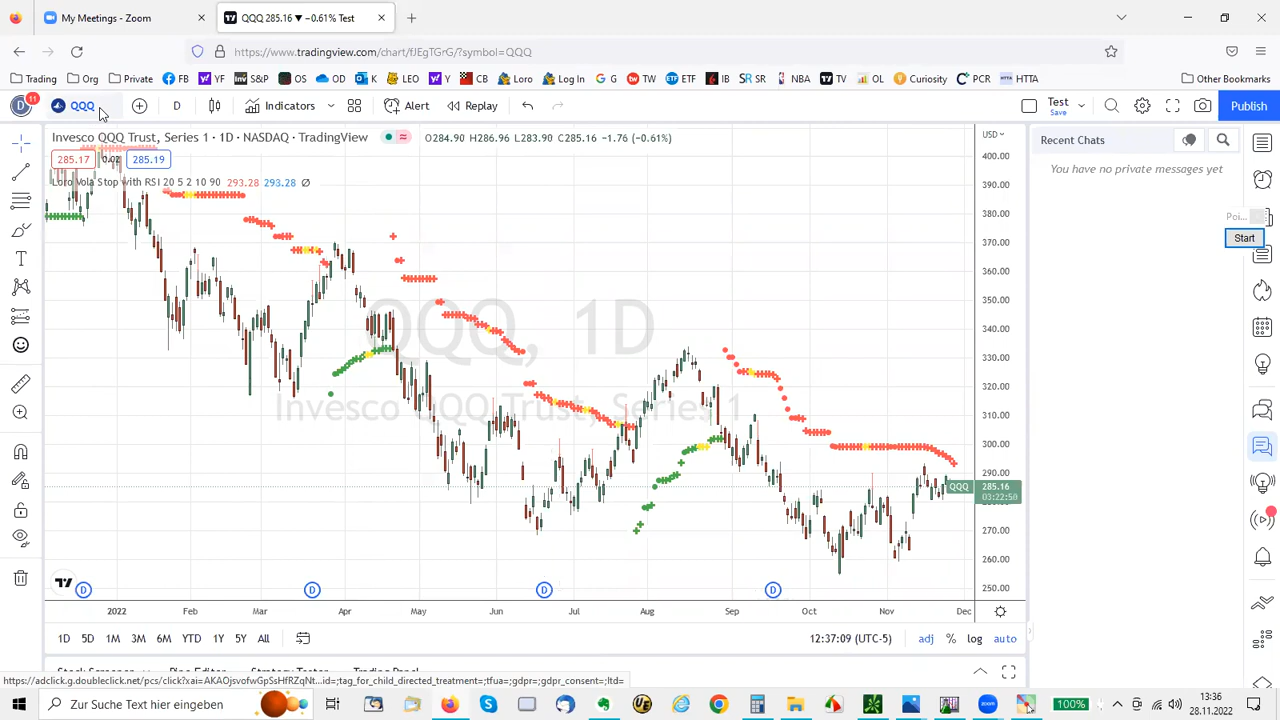 My Meetings - Zoom
QQQ 285.16 ▼ −0.61% Test
https://www.tradingview.com/chart/fJEgTGrG/?symbol=QQQ
Trading Org Private FB YF S&P OS OD K LEO Y CB Loro Log In G TW ETF IB SR NBA TV OL Curiosity PCR HTTA Other Bookmarks
D 11 QQQ D Indicators Alert Replay Test Save Publish
Invesco QQQ Trust, Series 1 · 1D · NASDAQ · TradingView O284.90 H286.96 L283.90 C285.16 −1.76 (−0.61%)
USD
285.17 0.02 285.19
Loro Vola Stop with RSI 20 5 2 10 90 293.28 293.28 Ø
400.00
390.00
380.00
370.00
360.00
350.00
340.00
330.00
320.00
310.00
300.00
290.00
QQQ 285.16
03:22:50
270.00
260.00
250.00
QQQ, 1D
Invesco QQQ Trust, Series 1
Recent Chats
You have no private messages yet
Start
D D D D
2022 Feb Mar Apr May Jun Jul Aug Sep Oct Nov Dec
1D 5D 1M 3M 6M YTD 1Y 5Y All 12:37:09 (UTC-5) adj % log auto
Stock Screener Pine Editor Strategy Tester Trading Panel
Zur Suche Text hier eingeben 100% 13:36
28.11.2022